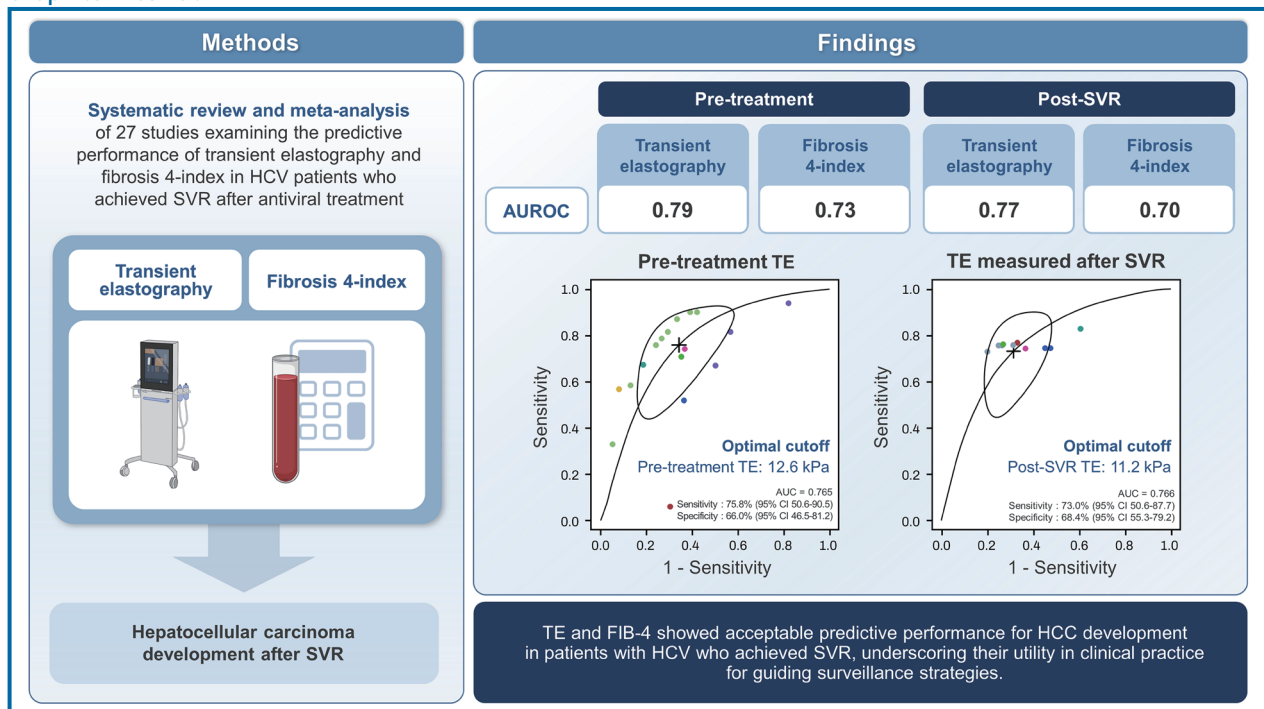 Methods
Systematic review and meta-analysis
of 27 studies examining the predictive
performance of transient elastography and
fibrosis 4-index in HCV patients who
achieved SVR after antiviral treatment
Transient
elastography
Fibrosis 4-index
Hepatocellular carcinoma
development after SVR
Findings
Pre-treatment
Post-SVR
Transient
elastography
Fibrosis
4-index
Transient
elastography
Fibrosis
4-index
AUROC
0.79
0.73
0.77
0.70
Pre-treatment TE
Sensitivity
1.0
0.8
0.6
0.4
0.2
0.0
Optimal cutoff
Pre-treatment TE: 12.6 kPa
AUC = 0.765
Sensitivity : 75.8% (95% CI 50.6-90.5)
Specificity : 66.0% (95% CI 46.5-81.2)
0.0 0.2 0.4 0.6 0.8 1.0
1 - Sensitivity
TE measured after SVR
Sensitivity
1.0
0.8
0.6
0.4
0.2
0.0
Optimal cutoff
Post-SVR TE: 11.2 kPa
AUC = 0.766
Sensitivity : 73.0% (95% CI 50.6-87.7)
Specificity : 68.4% (95% CI 55.3-79.2)
0.0 0.2 0.4 0.6 0.8 1.0
1 - Sensitivity
TE and FIB-4 showed acceptable predictive performance for HCC development
in patients with HCV who achieved SVR, underscoring their utility in clinical practice
for guiding surveillance strategies.